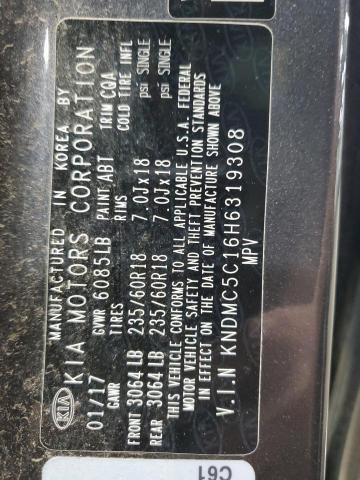 MANUFACTURED IN KOREA BY
KIA KIA MOTORS CORPORATION
01/17 GVWR 6085LB PAINT: ABT TRIM CQA
GAWR TIRES RIMS COLD TIRE INFL
FRONT 3064 LB 235/60R18 7.0Jx18 psi SINGLE
REAR 3064 LB 235/60R18 7.0Jx18 psi SINGLE
THIS VEHICLE CONFORMS TO ALL APPLICABLE U.S.A. FEDERAL
MOTOR VEHICLE SAFETY AND THEFT PREVENTION STANDARDS
IN EFFECT ON THE DATE OF MANUFACTURE SHOWN ABOVE
V.I.N KNDMC5C16H6319308
MPV
C61